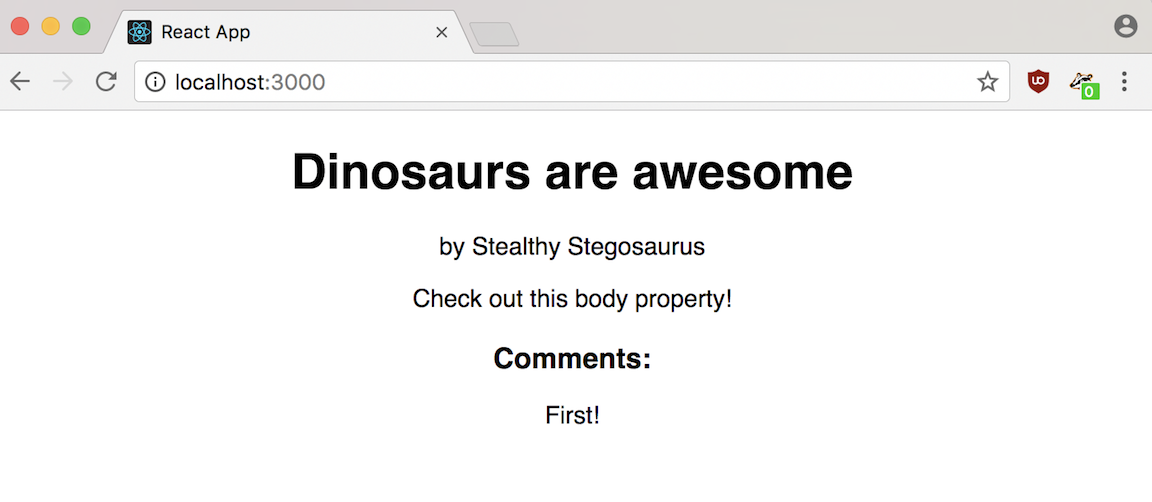 React App
localhost:3000
0
Dinosaurs are awesome
by Stealthy Stegosaurus
Check out this body property!
Comments:
First!